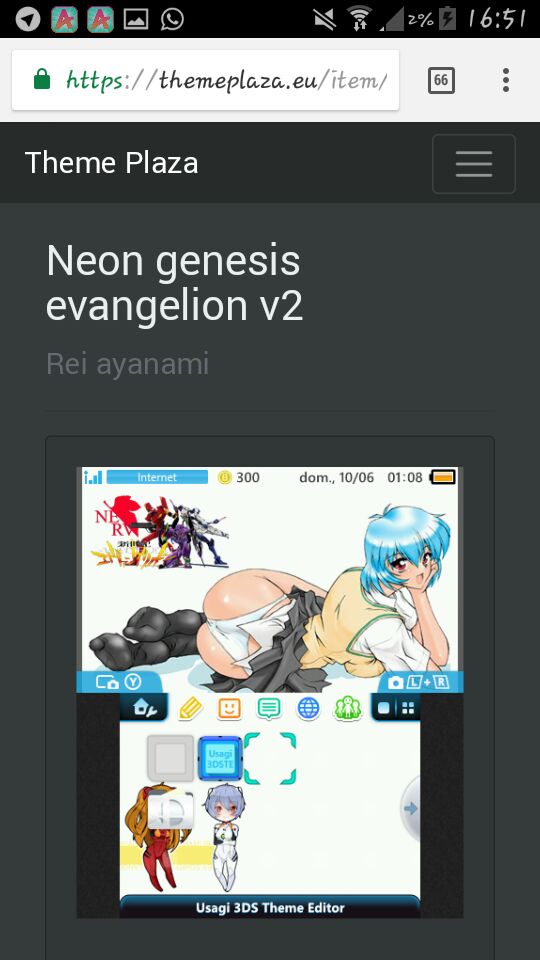 2% 16:51
https://themeplaza.eu/item/
66
Theme Plaza
Neon genesis
evangelion v2
Rei ayanami
Internet
300
dom., 10/06
01:08
NERV
Y
L+R
Usagi
3DSTE
Usagi 3DS Theme Editor